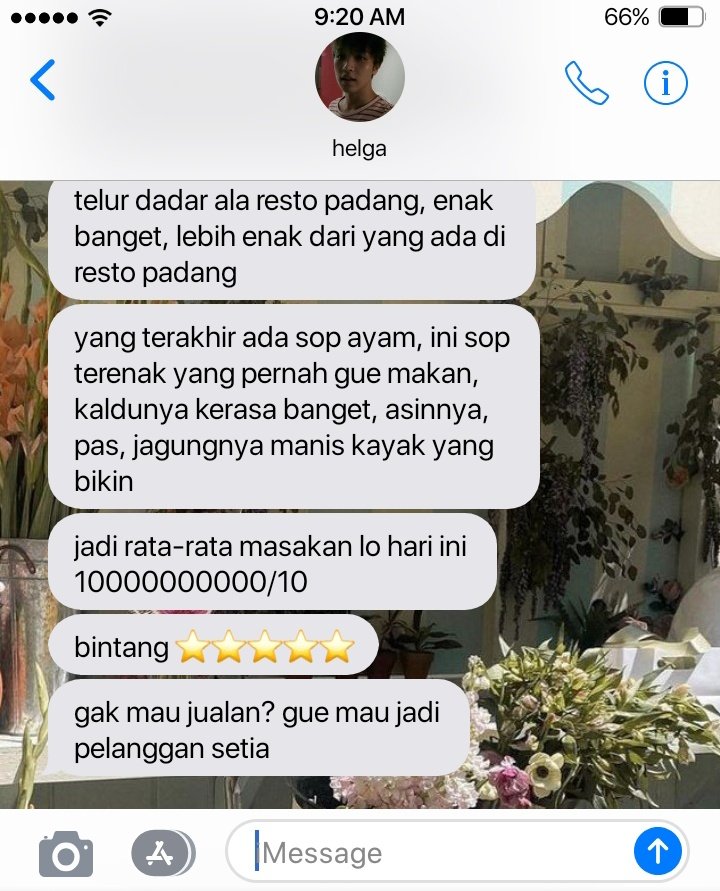 9:20 AM
66%
helga
telur dadar ala resto padang, enak
banget, lebih enak dari yang ada di
resto padang
yang terakhir ada sop ayam, ini sop
terenak yang pernah gue makan,
kaldunya kerasa banget, asinnya,
pas, jagungnya manis kayak yang
bikin
jadi rata-rata masakan lo hari ini
10000000000/10
bintang ⭐⭐⭐⭐⭐
gak mau jualan? gue mau jadi
pelanggan setia
Message